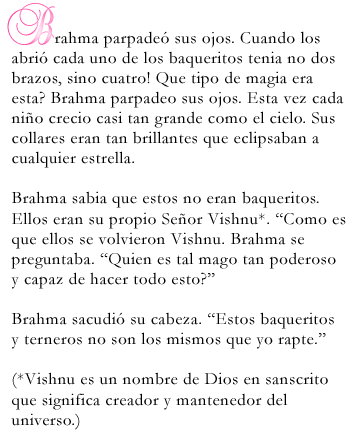 Brahma parpadeó sus ojos. Cuando los
abrió cada uno de los baqueritos tenia no dos
brazos, sino cuatro! Que tipo de magia era
esta? Brahma parpadeo sus ojos. Esta vez cada
niño crecio casi tan grande como el cielo. Sus
collares eran tan brillantes que eclipsaban a
cualquier estrella.

Brahma sabia que estos no eran baqueritos.
Ellos eran su propio Señor Vishnu*. “Como es
que ellos se volvieron Vishnu. Brahma se
preguntaba. “Quien es tal mago tan poderoso
y capaz de hacer todo esto?”

Brahma sacudió su cabeza. “Estos baqueritos
y terneros no son los mismos que yo rapte.”

(*Vishnu es un nombre de Dios en sanscrito
que significa creador y mantenedor del
universo.)